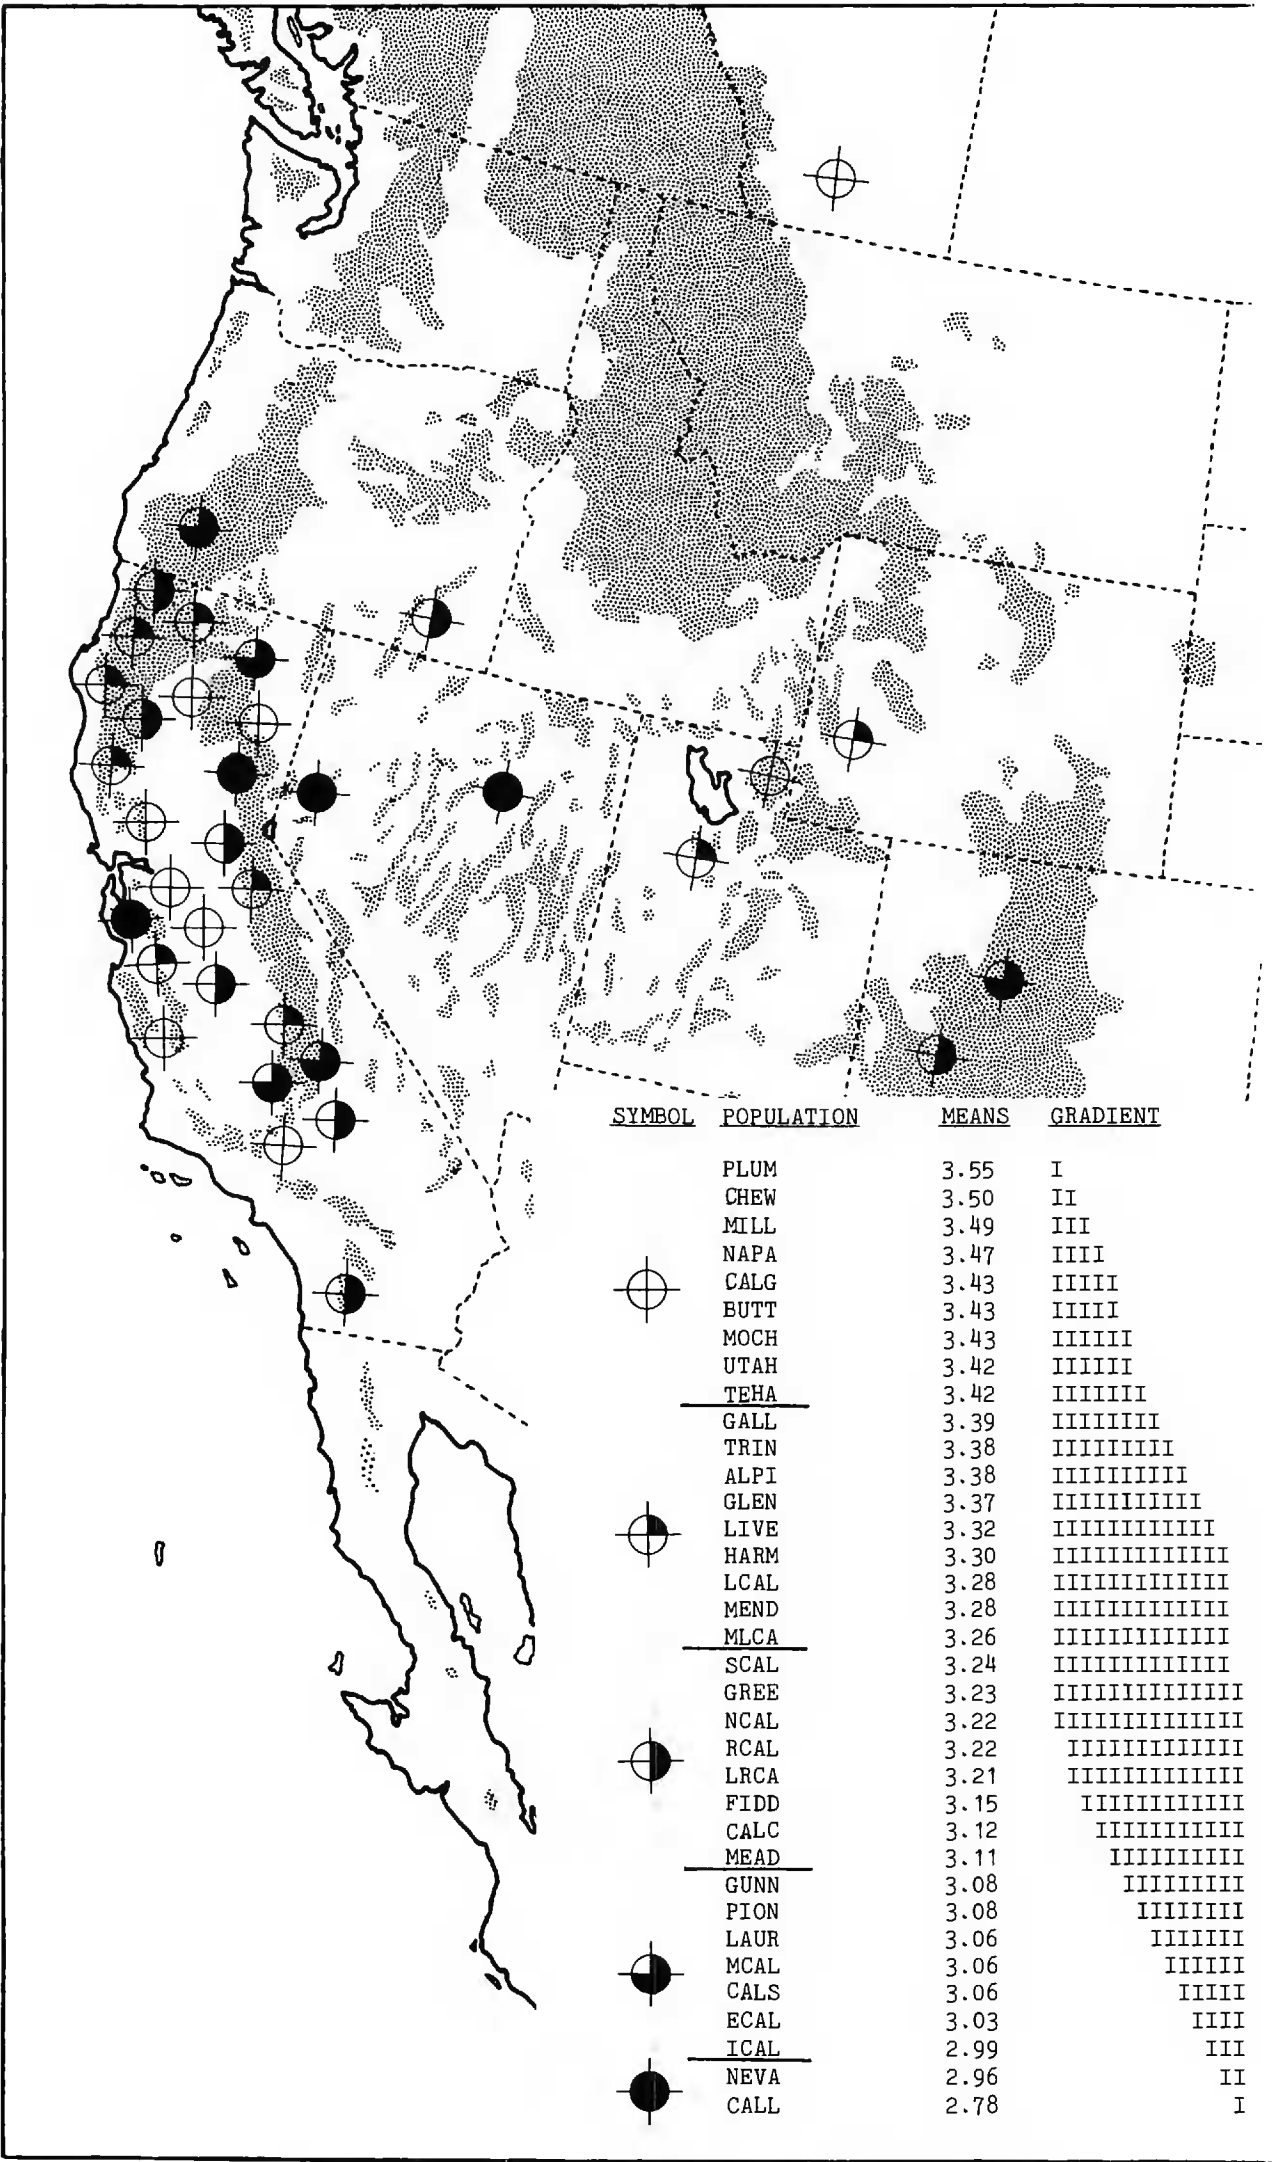 SYMBOL POPULATION MEANS GRADIENT
PLUM 3.55 I
CHEW 3.50 II
MILL 3.49 III
NAPA 3.47 IIII
CALG 3.43 IIIII
BUTT 3.43 IIIII
MOCH 3.43 IIIIII
UTAH 3.42 IIIIII
TEHA 3.42 IIIIIII
GALL 3.39 IIIIIIII
TRIN 3.38 IIIIIIIII
ALPI 3.38 IIIIIIIIII
GLEN 3.37 IIIIIIIIIII
LIVE 3.32 IIIIIIIIIIII
HARM 3.30 IIIIIIIIIIIII
LCAL 3.28 IIIIIIIIIIIII
MEND 3.28 IIIIIIIIIIIII
MLCA 3.26 IIIIIIIIIIIII
SCAL 3.24 IIIIIIIIIIIII
GREE 3.23 IIIIIIIIIIIIII
NCAL 3.22 IIIIIIIIIIIIII
RCAL 3.22 IIIIIIIIIIIII
LRCA 3.21 IIIIIIIIIIIII
FIDD 3.15 IIIIIIIIIIII
CALC 3.12 IIIIIIIIIII
MEAD 3.11 IIIIIIIIII
GUNN 3.08 IIIIIIIII
PION 3.08 IIIIIIII
LAUR 3.06 IIIIIII
MCAL 3.06 IIIIII
CALS 3.06 IIIII
ECAL 3.03 IIII
ICAL 2.99 III
NEVA 2.96 II
CALL 2.78 I